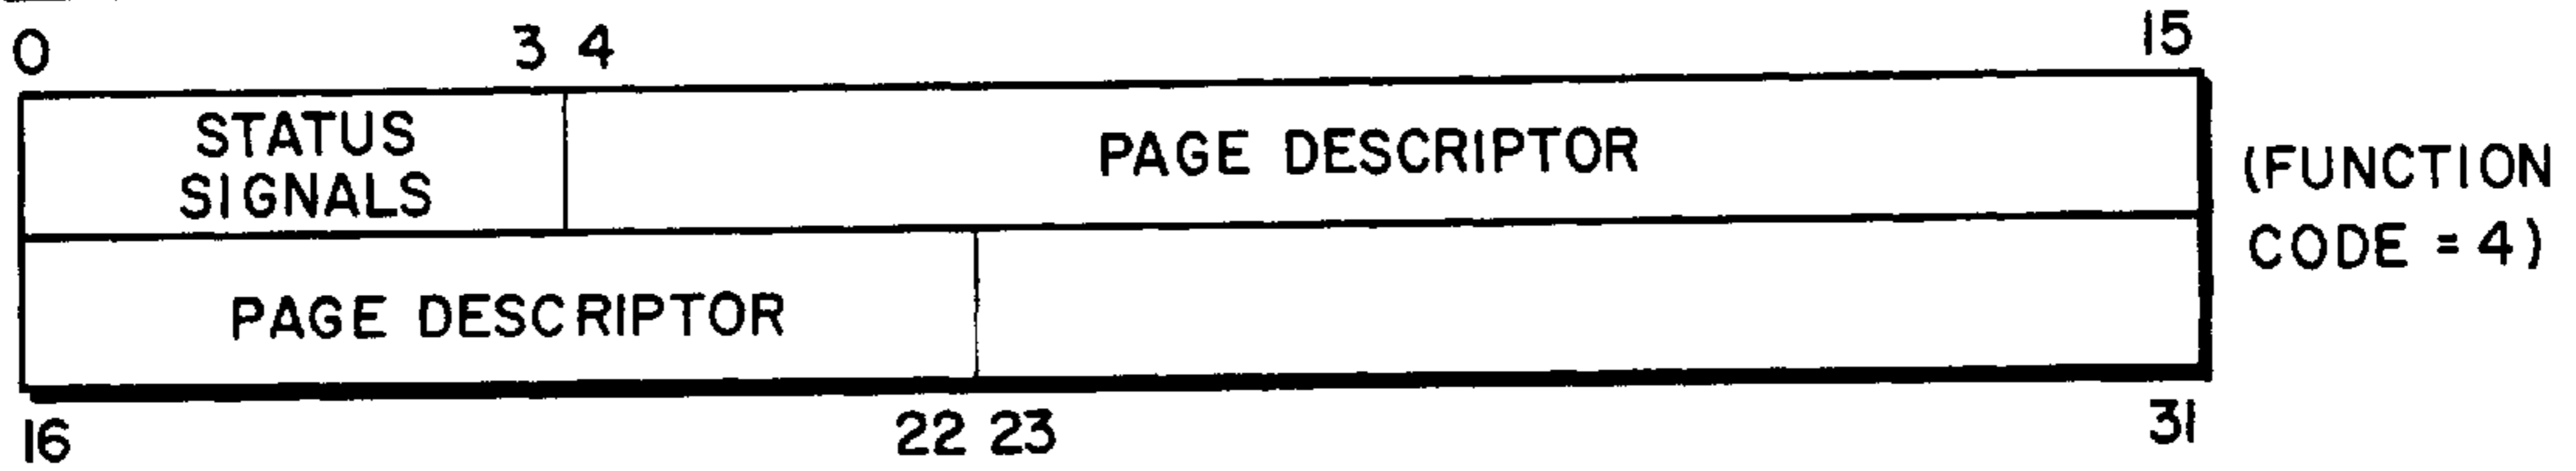 0 3 4 15
STATUS
SIGNALS
PAGE DESCRIPTOR
(FUNCTION
CODE = 4)
PAGE DESCRIPTOR
16 22 23 31